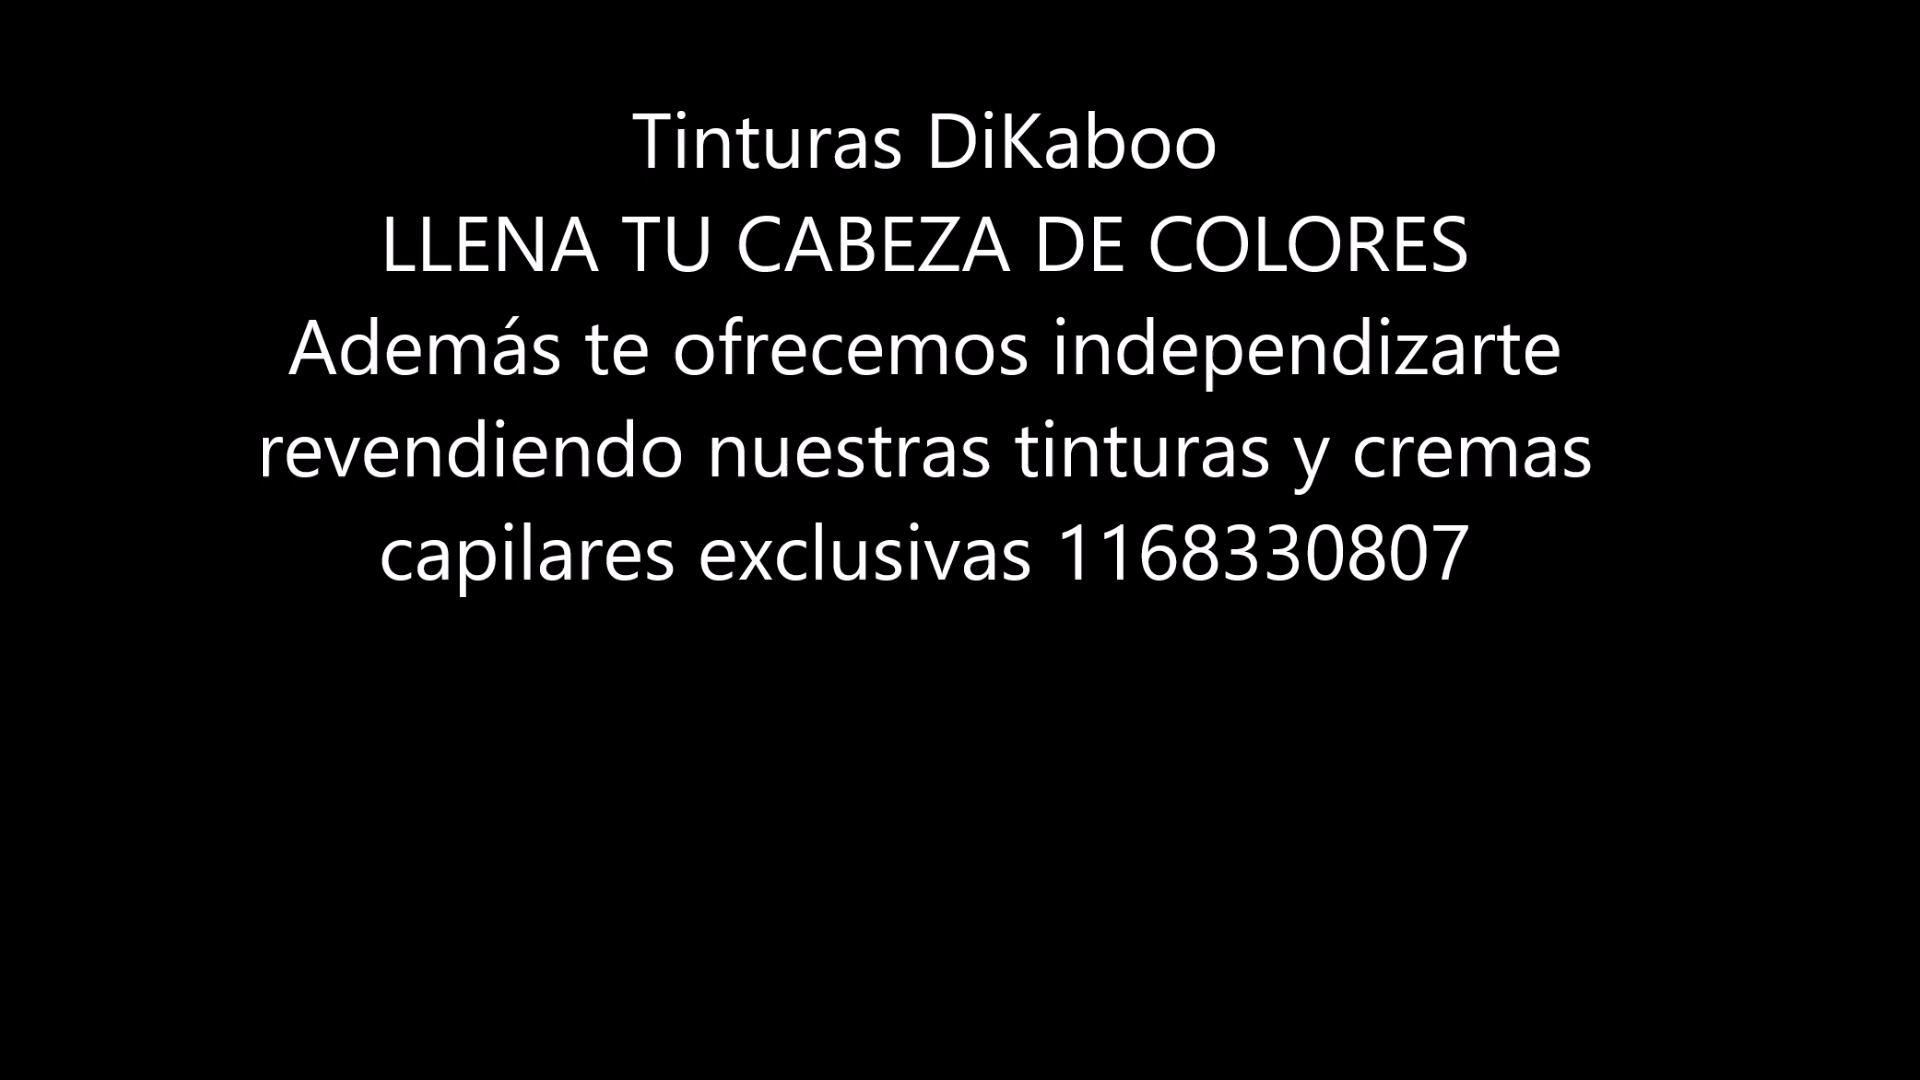 Tinturas DiKaboo
LLENA TU CABEZA DE COLORES
Además te ofrecemos independizarte
revendiendo nuestras tinturas y cremas
capilares exclusivas 1168330807